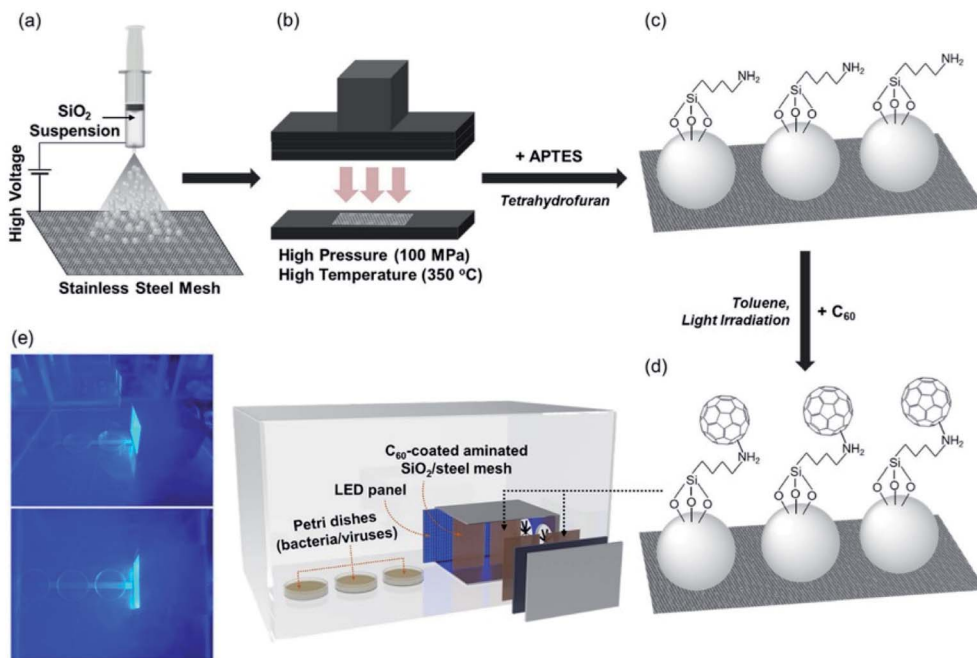 (a)
SiO2
Suspension
High Voltage
Stainless Steel Mesh
(b)
High Pressure (100 MPa)
High Temperature (350 oC)
+ APTES
Tetrahydrofuran
(c)
NH2
Si
O O O
NH2
Si
O O O
NH2
Si
O O O
Toluene,
Light Irradiation
+ C60
(d)
NH2
Si
O O O
NH2
Si
O O O
NH2
Si
O O O
(e)
C60-coated aminated
SiO2/steel mesh
LED panel
Petri dishes
(bacteria/viruses)